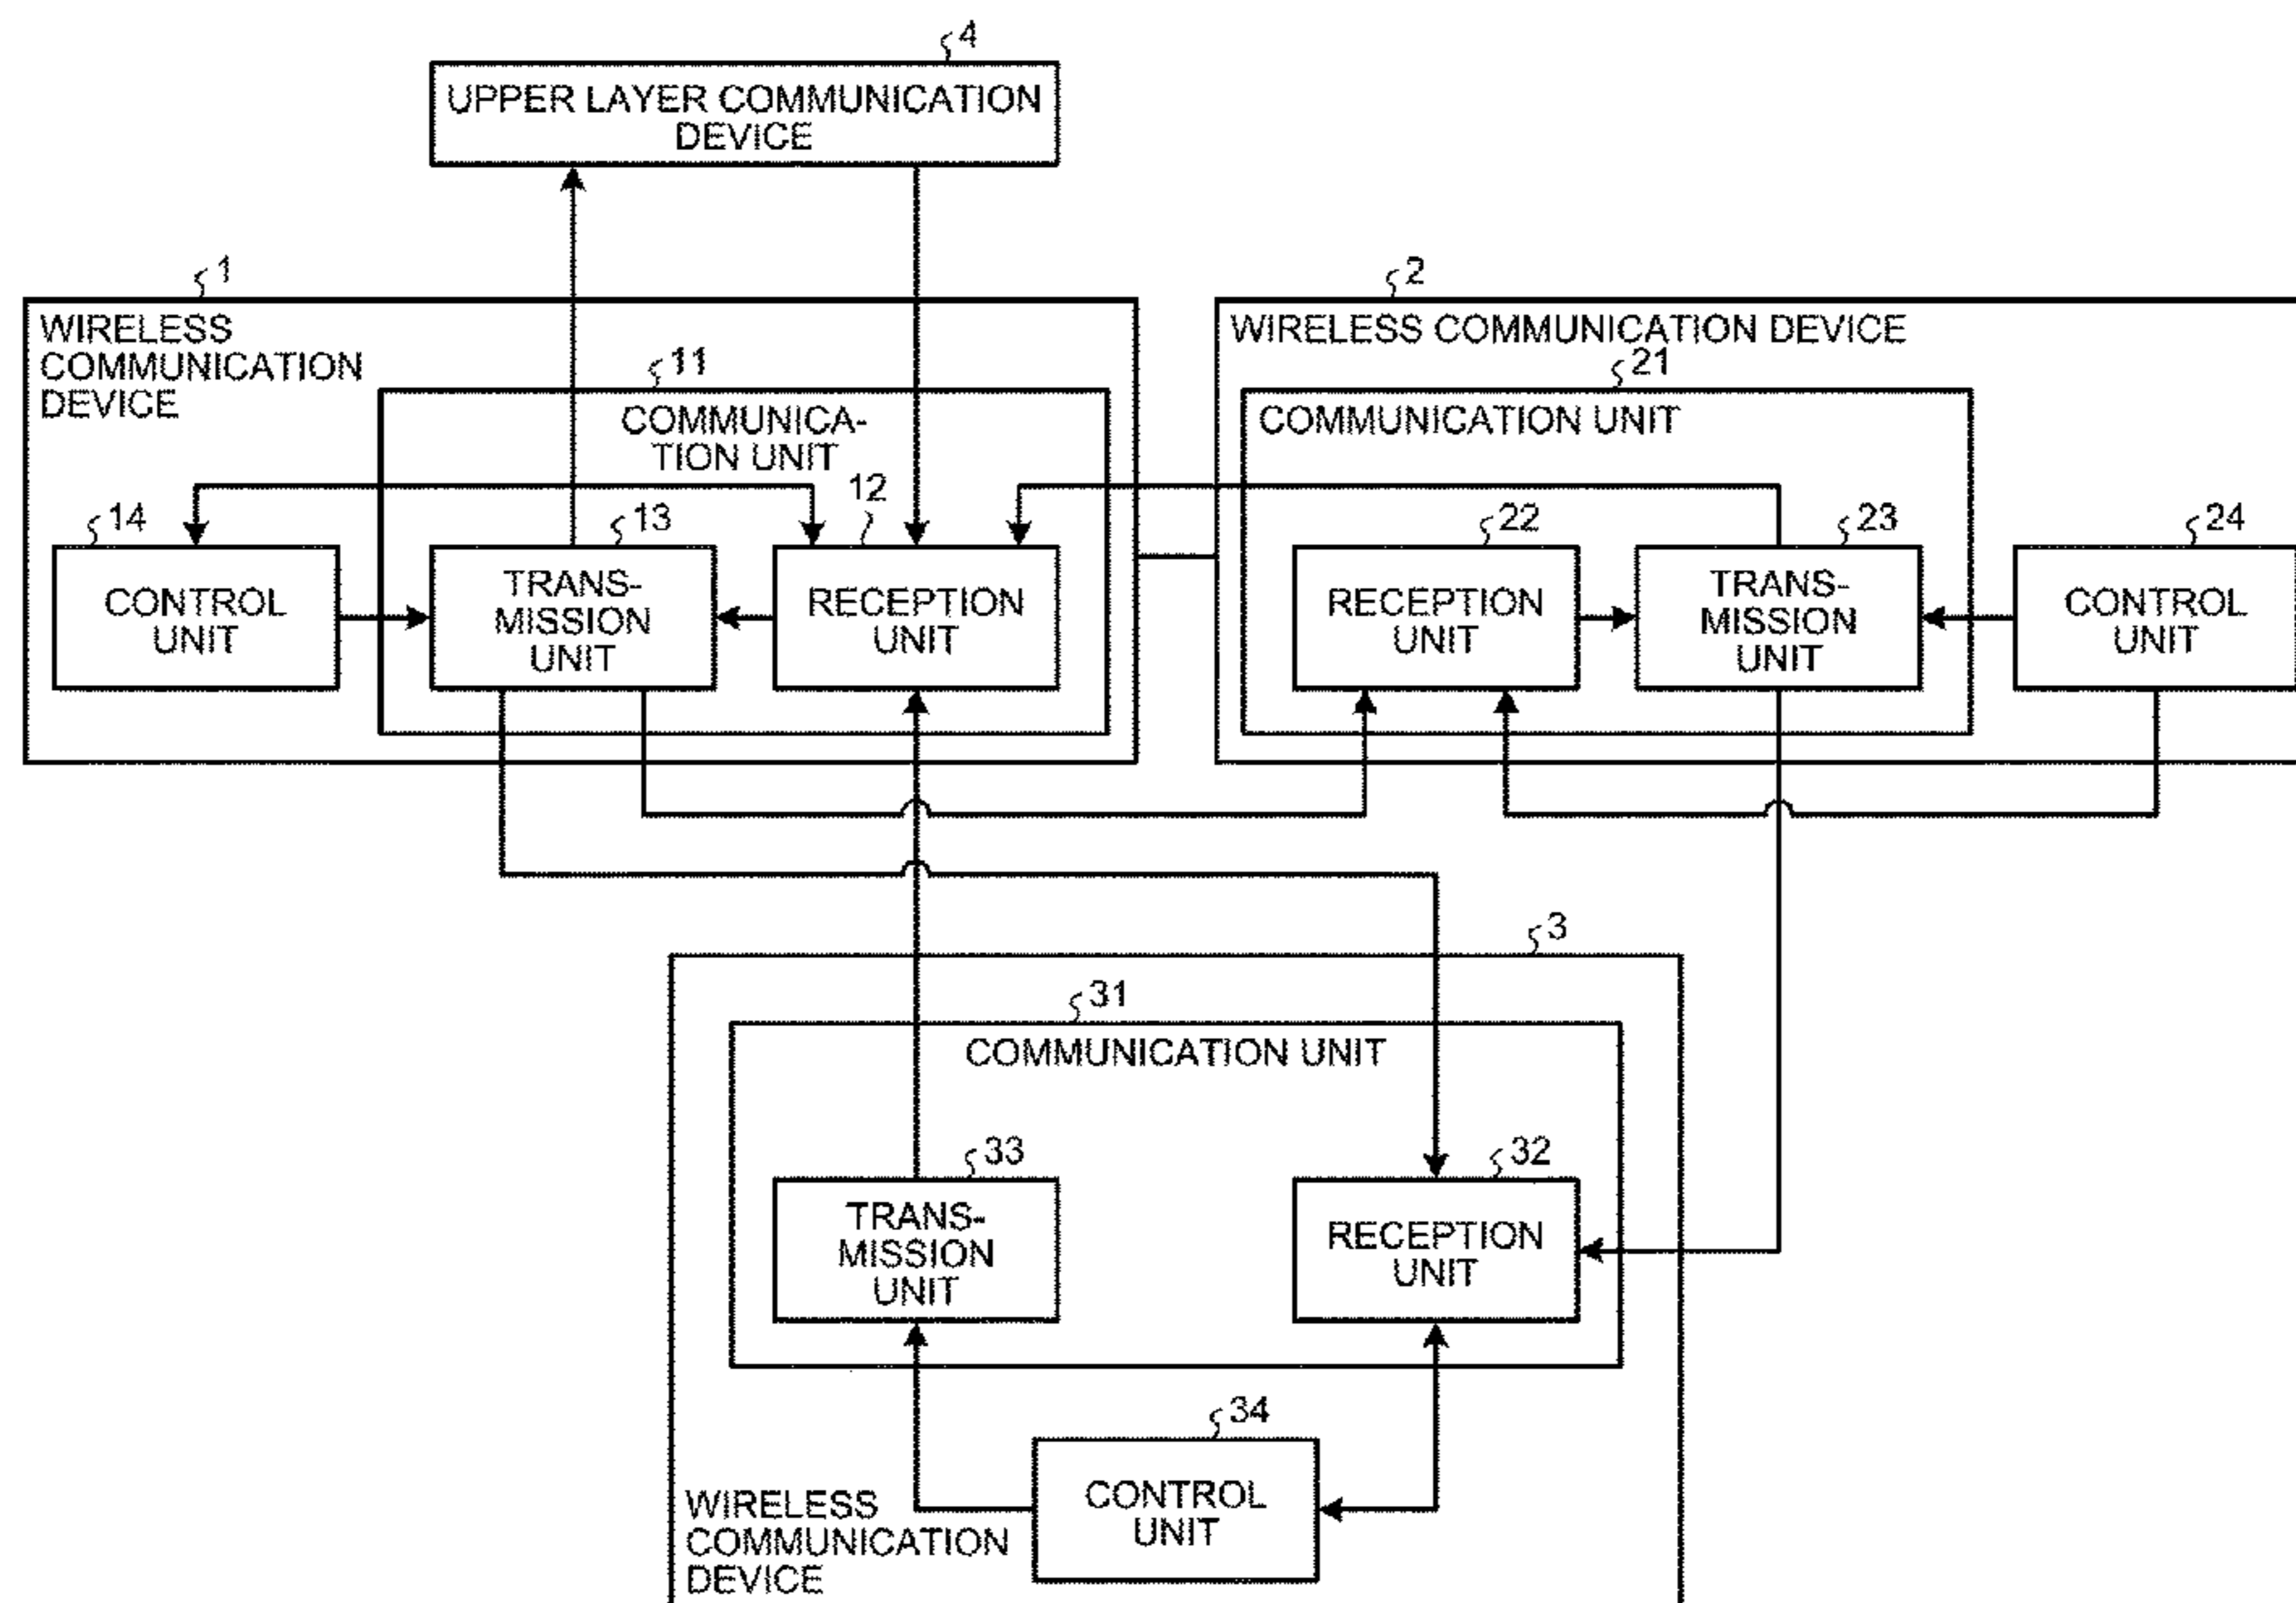 4
UPPER LAYER COMMUNICATION
DEVICE
1
WIRELESS
COMMUNICATION
DEVICE
11
COMMUNICA-
TION UNIT
14
CONTROL
UNIT
13
TRANS-
MISSION
UNIT
12
RECEPTION
UNIT
2
WIRELESS COMMUNICATION DEVICE
21
COMMUNICATION UNIT
22
RECEPTION
UNIT
23
TRANS-
MISSION
UNIT
24
CONTROL
UNIT
3
31
COMMUNICATION UNIT
33
TRANS-
MISSION
UNIT
32
RECEPTION
UNIT
34
CONTROL
UNIT
WIRELESS
COMMUNICATION
DEVICE